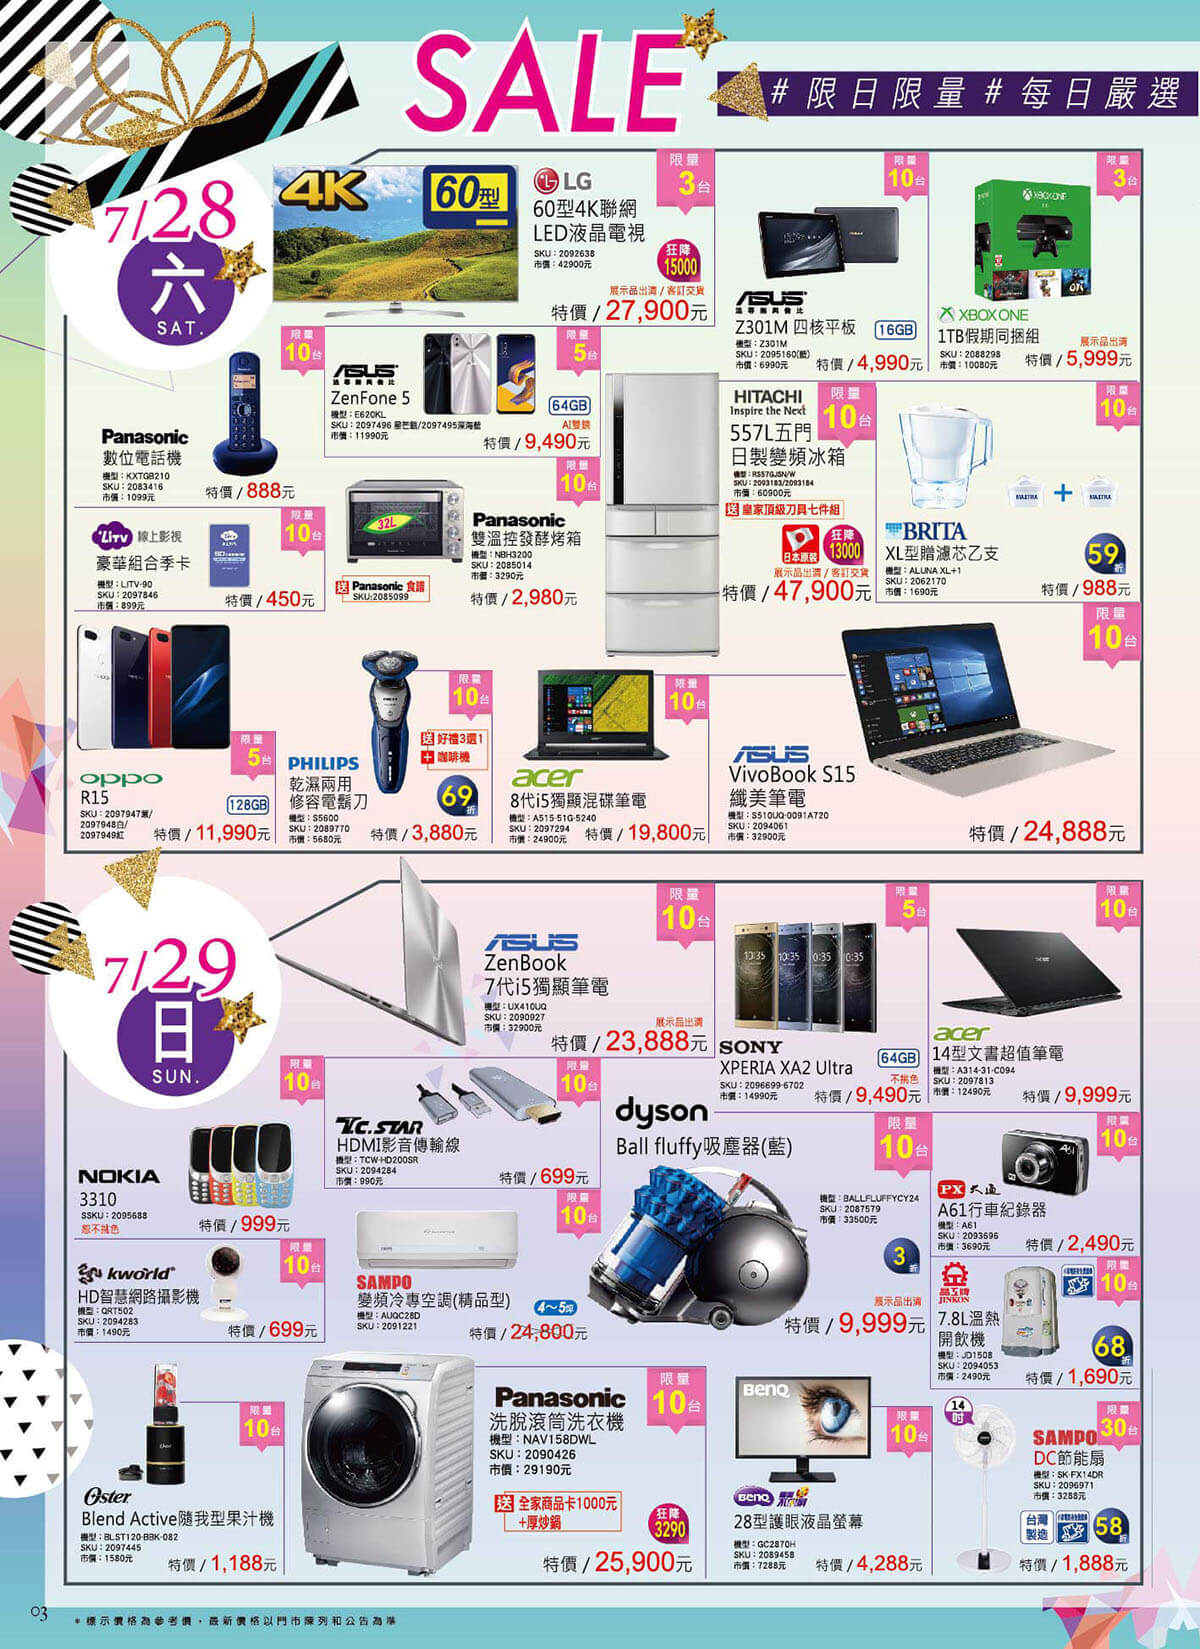 SALE
#限日限量#每日嚴選
7/28
六
SAT.
4K
60型
LG
限量
3台
60型4K聯網
LED液晶電視
SKU：2092638
市價：42900元
狂降
15000
展示品出清 / 客訂交貨
特價 / 27,900元
限量
10台
ASUS
Z301M 四核平板
16GB
機型：Z301M
SKU：2095160(藍)
市價：6990元
特價 / 4,990元
限量
3台
XBOXONE
XBOXONE
1TB假期同捆組
SKU：2088298
市價：10080元
展示品出清
特價 / 5,999元
限量
10台
Panasonic
數位電話機
機型：KXTGB210
SKU：2083416
市價：1099元
特價 / 888元
限量
5台
ASUS
ZenFone 5
64GB
機型：E620KL
SKU：2097496 星芒銀/2097495深海藍
市價：11990元
AI雙鏡
特價 / 9,490元
限量
10台
LiTV 線上影視
豪華組合季卡
機型：LITV-90
SKU：2097846
市價：899元
特價 / 450元
限量
10台
32L
Panasonic
雙溫控發酵烤箱
機型：NBH3200
SKU：2085014
市價：3290元
送 Panasonic 食譜
SKU:2085099
特價 / 2,980元
HITACHI
Inspire the Next
限量
10台
557L五門
日製變頻冰箱
機型：RS57GJSN/W
SKU：2093183/2093184
市價：60900元
送 皇家頂級刀具七件組
日本原裝
狂降
13000
展示品出清 / 客訂交貨
特價 / 47,900元
限量
10台
MAXTRA + MAXTRA
BRITA
XL型贈濾芯乙支
機型：ALUNA XL+1
SKU：2062170
市價：1690元
59折
特價 / 988元
限量
5台
oppo
R15
128GB
SKU：2097947紫/
2097948白/
2097949紅
特價 / 11,990元
限量
10台
送 好禮3選1
+ 咖啡機
PHILIPS
乾濕兩用
修容電鬍刀
機型：S5600
SKU：2089770
市價：5680元
69折
特價 / 3,880元
限量
10台
acer
8代i5獨顯混碟筆電
機型：A515-51G-5240
SKU：2097294
市價：24900元
特價 / 19,800元
限量
10台
ASUS
VivoBook S15
纖美筆電
機型：S510UQ-0091A720
SKU：2094061
市價：32900元
特價 / 24,888元
7/29
日
SUN.
限量
10台
ASUS
ZenBook
7代i5獨顯筆電
機型：UX410UQ
SKU：2090927
市價：32900元
展示品出清
特價 / 23,888元
限量
5台
SONY
XPERIA XA2 Ultra
64GB
SKU：2096699-6702
市價：14990元
不挑色
特價 / 9,490元
限量
10台
acer
14型文書超值筆電
機型：A314-31-C094
SKU：2097813
市價：12490元
特價 / 9,999元
限量
10台
NOKIA
3310
SSKU：2095688
恕不挑色
特價 / 999元
限量
10台
TC.STAR
HDMI影音傳輸線
機型：TCW-HD200SR
SKU：2094284
市價：990元
特價 / 699元
dyson
Ball fluffy吸塵器(藍)
限量
10台
機型：BALLFLUFFYCY24
SKU：2087579
市價：33500元
3折
展示品出清
特價 / 9,999元
限量
10台
PX 大通
A61行車紀錄器
機型：A61
SKU：2093696
市價：3690元
特價 / 2,490元
限量
10台
kworld
HD智慧網路攝影機
機型：QRT502
SKU：2094283
市價：1490元
特價 / 699元
限量
10台
SAMPO
變頻冷專空調(精品型)
機型：AUQC28D
SKU：2091221
4～5坪
特價 / 24,800元
限量
10台
晶工牌
JINKON
7.8L溫熱
開飲機
機型：JD1508
SKU：2094053
市價：2490元
68折
特價 / 1,690元
限量
10台
Oster
Blend Active隨我型果汁機
機型：BLST120-BBK-082
SKU：2097445
市價：1580元
特價 / 1,188元
限量
10台
Panasonic
洗脫滾筒洗衣機
機型：NAV158DWL
SKU：2090426
市價：29190元
送 全家商品卡1000元
+厚炒鍋
狂降
3290
特價 / 25,900元
BenQ
限量
10台
BenQ
28型護眼液晶螢幕
機型：GC2870H
SKU：2089458
市價：7288元
特價 / 4,288元
14吋
限量
30台
SAMPO
DC節能扇
機型：SK-FX14DR
SKU：2096971
市價：3288元
台灣
製造
58折
特價 / 1,888元
03
* 標示價格為參考價，最新價格以門市陳列和公告為準